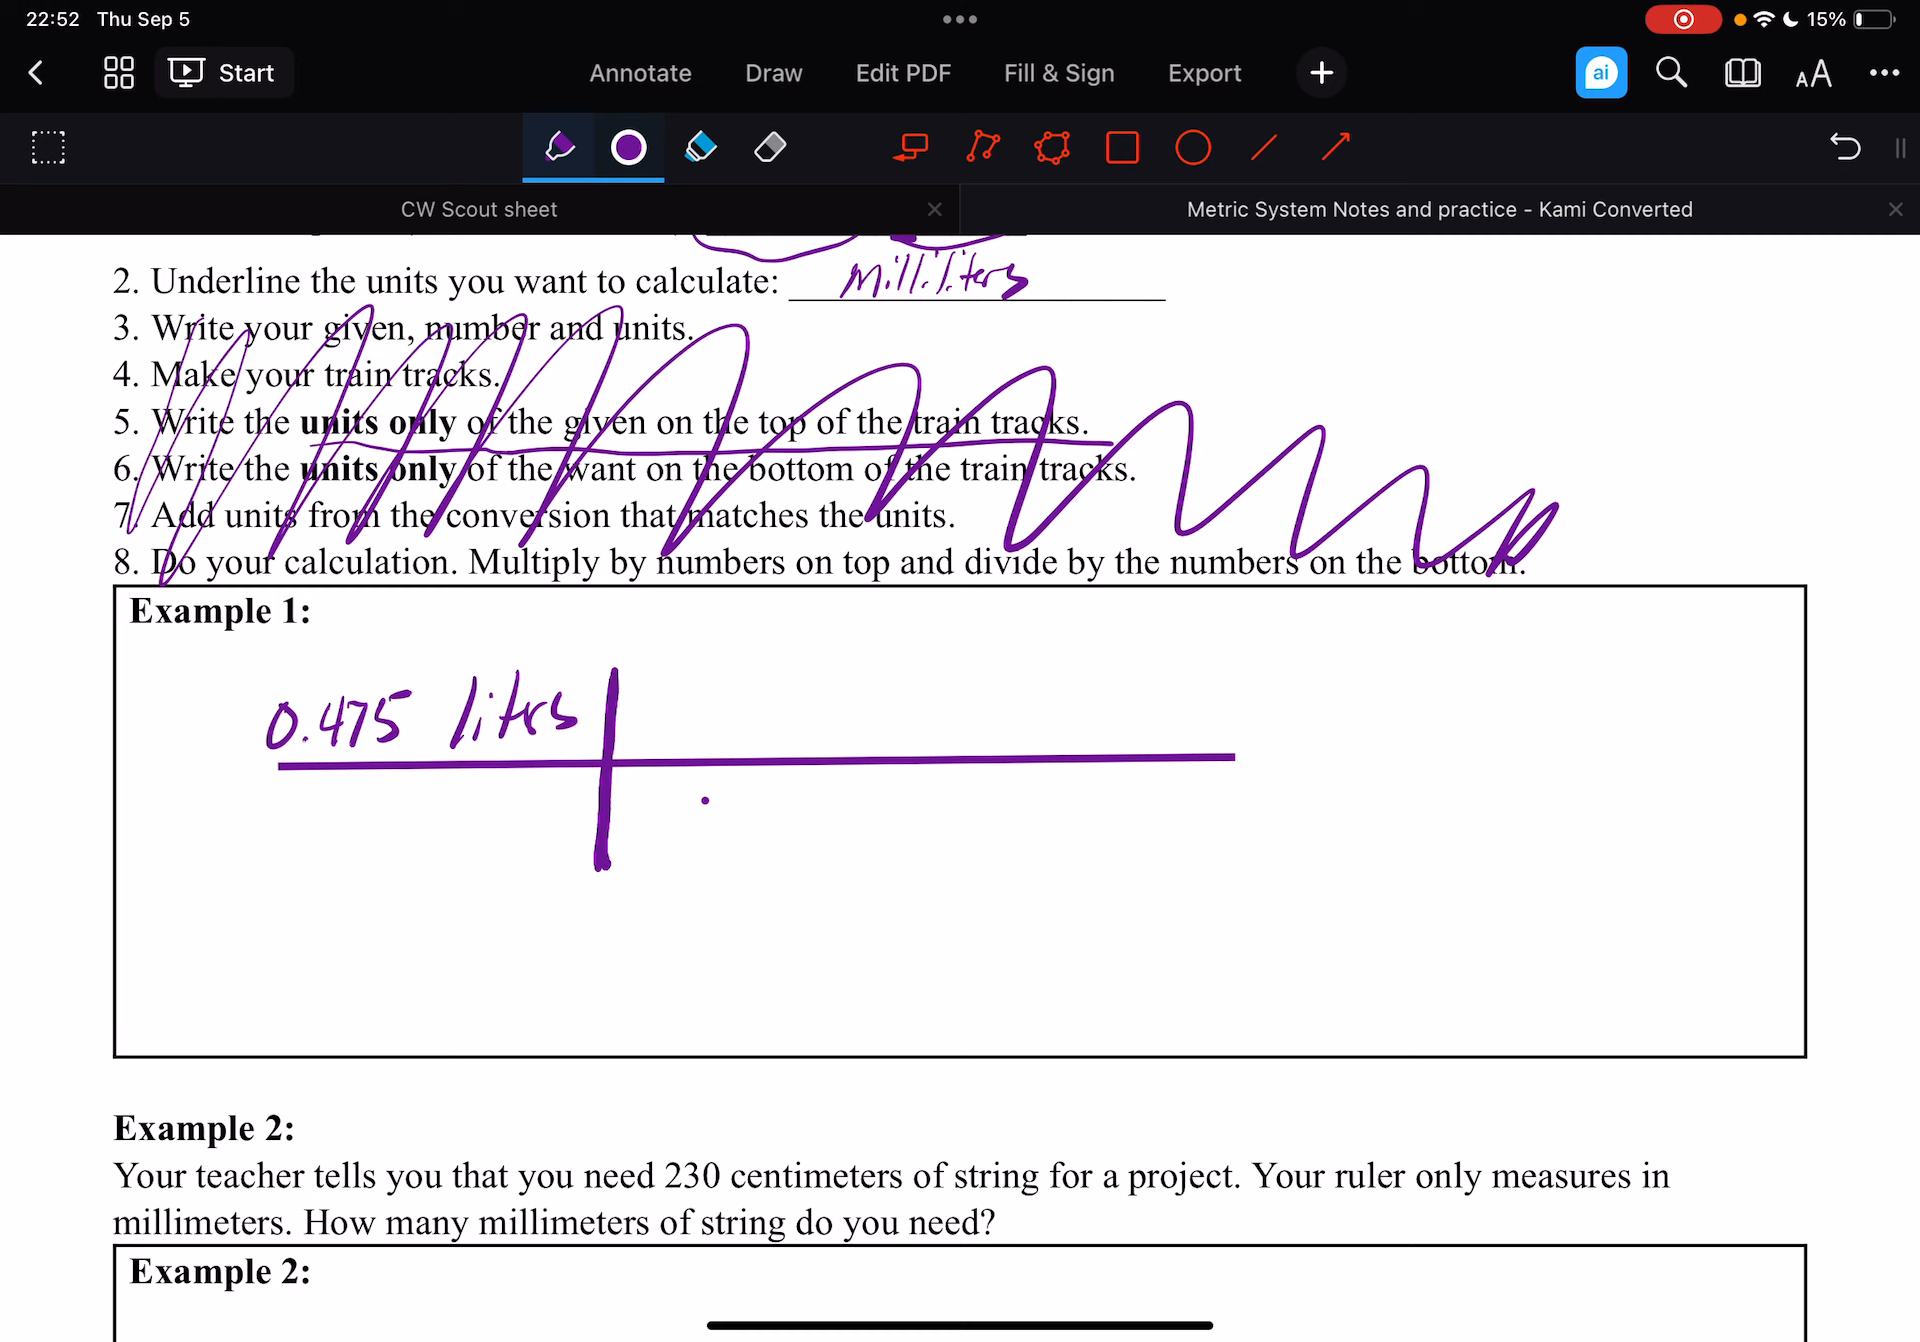 22:52 Thu Sep 5
15%
Start Annotate Draw Edit PDF Fill & Sign Export
ai AA
CW Scout sheet
Metric System Notes and practice - Kami Converted
2. Underline the units you want to calculate: Milliliters
3. Write your given, number and units.
4. Make your train tracks.
5. Write the units only of the given on the top of the train tracks.
6. Write the units only of the want on the bottom of the train tracks.
7. Add units from the conversion that matches the units.
8. Do your calculation. Multiply by numbers on top and divide by the numbers on the bottom.
Example 1:
0.475 liters
Example 2:
Your teacher tells you that you need 230 centimeters of string for a project. Your ruler only measures in
millimeters. How many millimeters of string do you need?
Example 2: